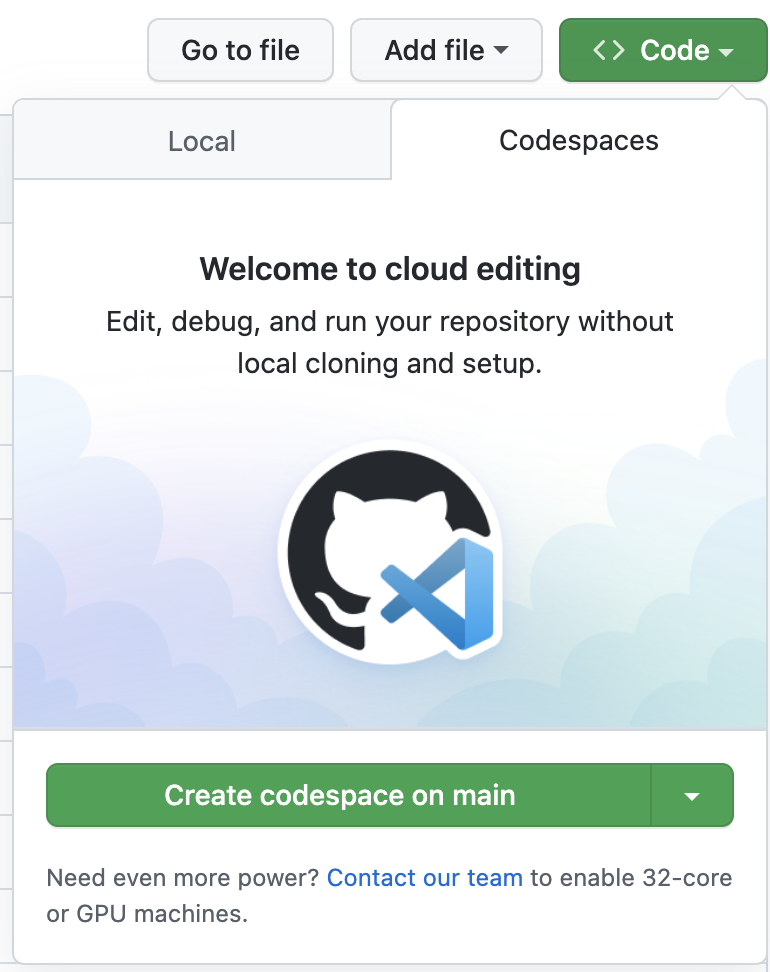 Go to file
Add file
Code
Local
Codespaces
Welcome to cloud editing
Edit, debug, and run your repository without
local cloning and setup.
Create codespace on main
Need even more power? Contact our team to enable 32-core
or GPU machines.